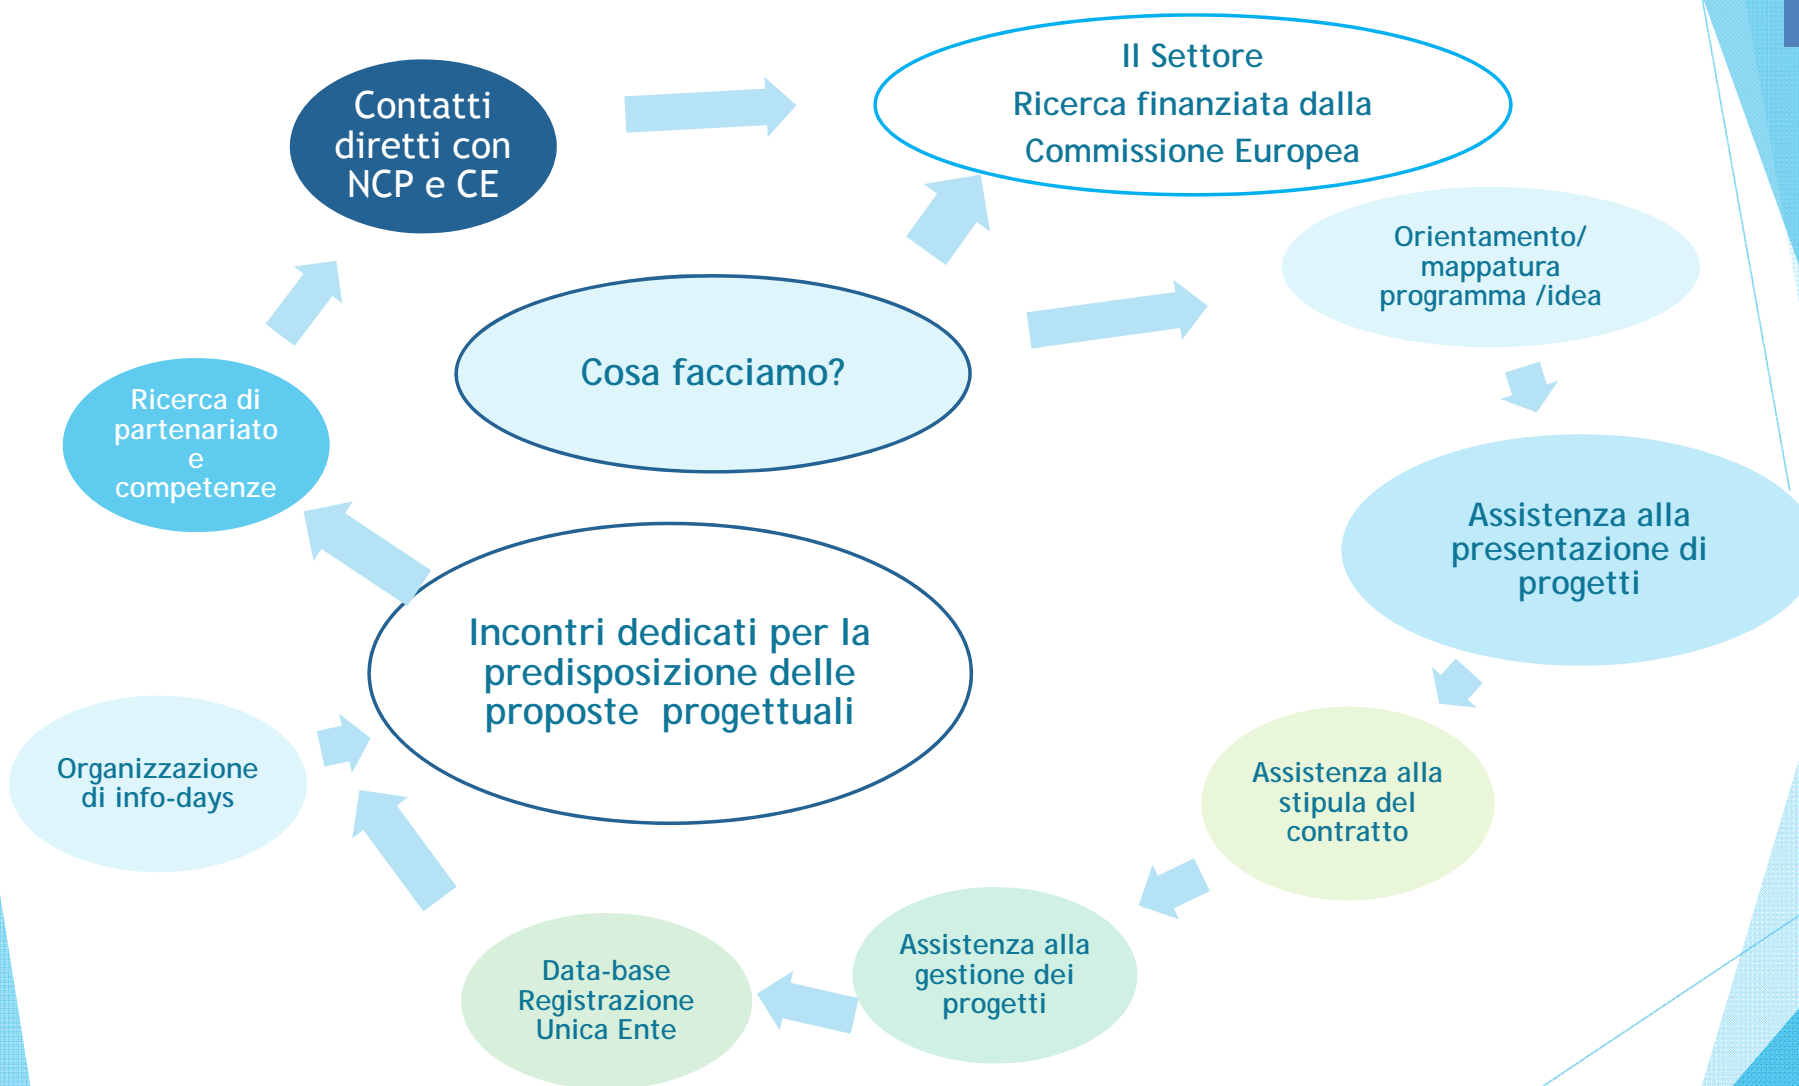 II Settore
Ricerca finanziata dalla
Commissione Europea
Contatti
diretti con
NCP e CE
Orientamento/
mappatura
programma /idea
Cosa facciamo?
Ricerca di
partenariato
e
competenze
Assistenza alla
presentazione di
progetti
Incontri dedicati per la
predisposizione delle
proposte  progettuali
Organizzazione
di info-days
Assistenza alla
stipula del
contratto
Assistenza alla
gestione dei
progetti
Data-base
Registrazione
Unica Ente